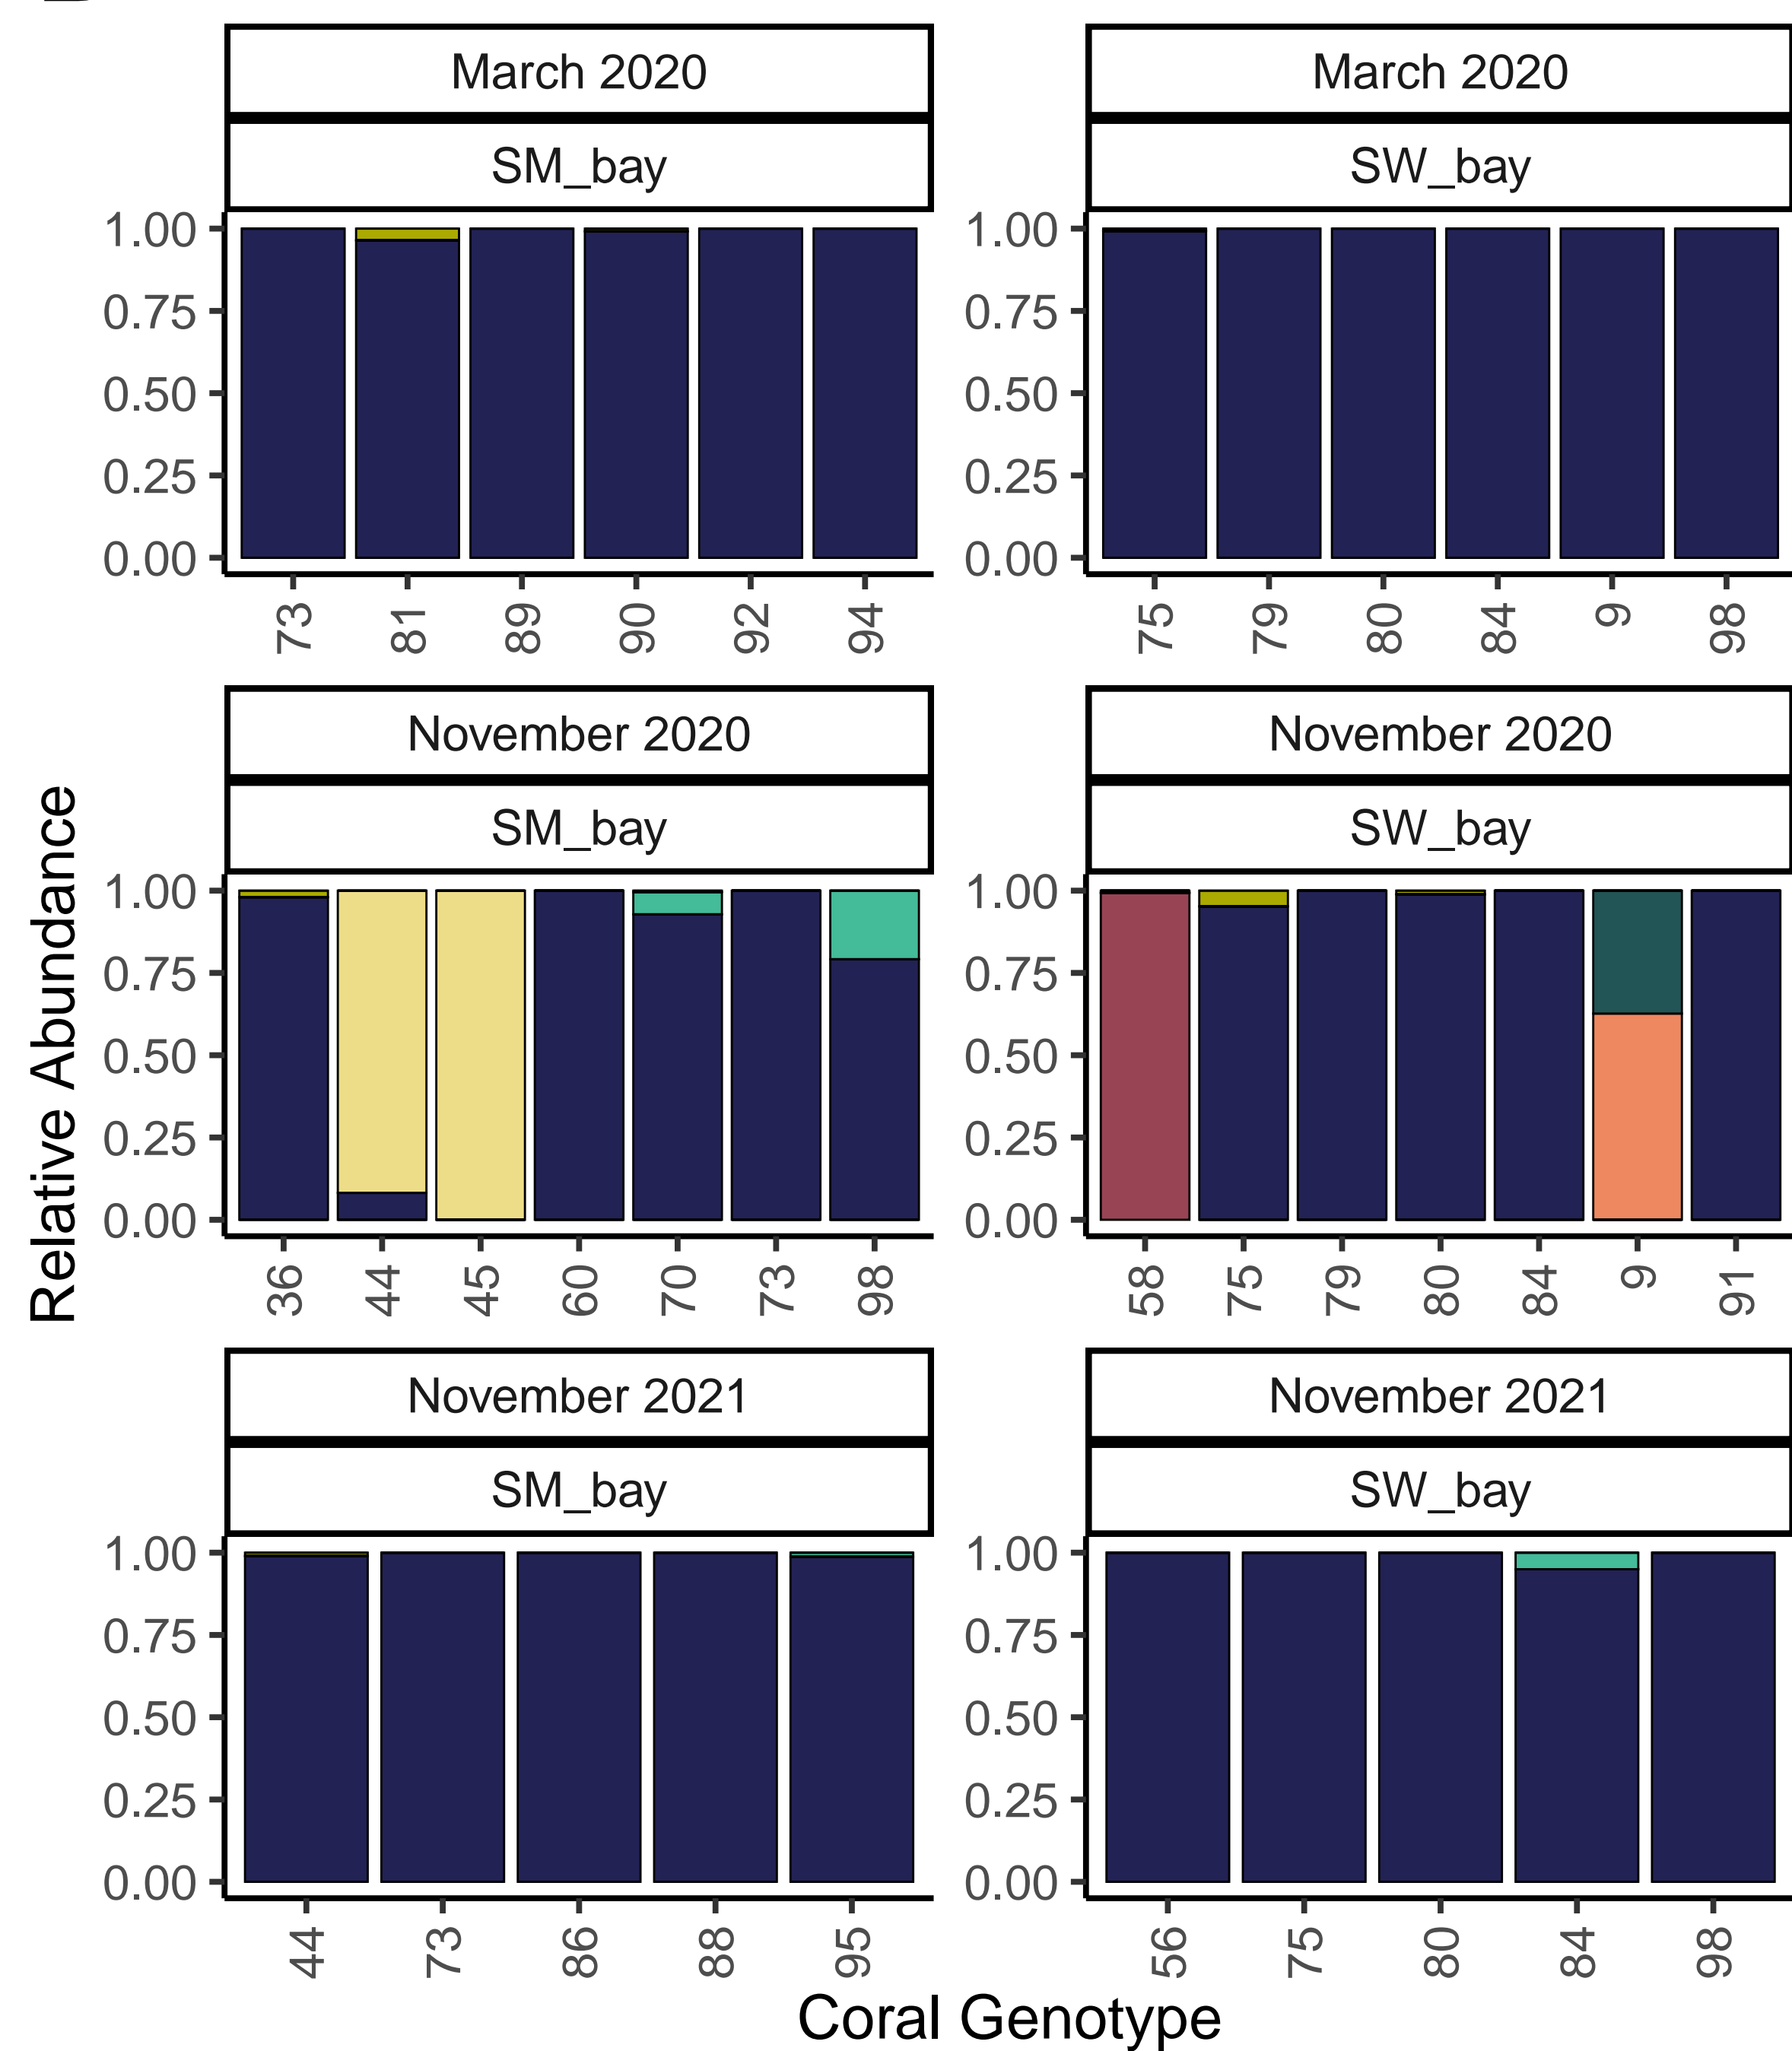 March 2020
March 2020
SM_bay
SW_bay
1.00
0.75
0.50
0.25
0.00
1.00
0.75
0.50
0.25
0.00
73 81 89 90 92 94
75 79 80 84 9 98
November 2020
November 2020
SM_bay
SW_bay
1.00
0.75
0.50
0.25
0.00
1.00
0.75
0.50
0.25
0.00
36 44 45 60 70 73 98
58 75 79 80 84 9 91
Relative Abundance
November 2021
November 2021
SM_bay
SW_bay
1.00
0.75
0.50
0.25
0.00
1.00
0.75
0.50
0.25
0.00
44 73 86 88 95
56 75 80 84 98
Coral Genotype